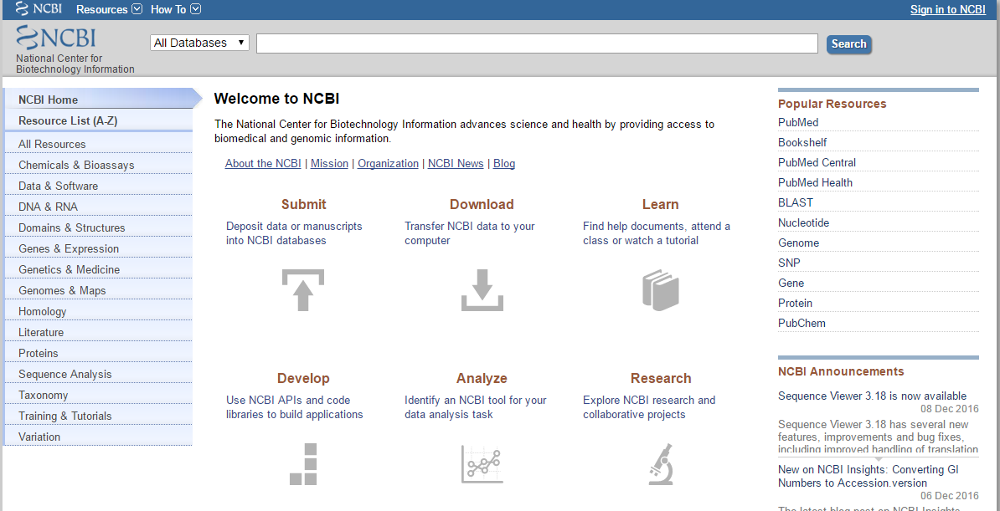 NCBI Resources How To Sign in to NCBI
NCBI
National Center for
Biotechnology Information
All Databases
Search
NCBI Home
Resource List (A-Z)
All Resources
Chemicals & Bioassays
Data & Software
DNA & RNA
Domains & Structures
Genes & Expression
Genetics & Medicine
Genomes & Maps
Homology
Literature
Proteins
Sequence Analysis
Taxonomy
Training & Tutorials
Variation
Welcome to NCBI
The National Center for Biotechnology Information advances science and health by providing access to
biomedical and genomic information.
About the NCBI | Mission | Organization | NCBI News | Blog
Submit
Deposit data or manuscripts
into NCBI databases
Download
Transfer NCBI data to your
computer
Learn
Find help documents, attend a
class or watch a tutorial
Develop
Use NCBI APIs and code
libraries to build applications
Analyze
Identify an NCBI tool for your
data analysis task
Research
Explore NCBI research and
collaborative projects
Popular Resources
PubMed
Bookshelf
PubMed Central
PubMed Health
BLAST
Nucleotide
Genome
SNP
Gene
Protein
PubChem
NCBI Announcements
Sequence Viewer 3.18 is now available
08 Dec 2016
Sequence Viewer 3.18 has several new
features, improvements and bug fixes,
including improved handling of translation
New on NCBI Insights: Converting GI
Numbers to Accession.version
06 Dec 2016
The latest blog post on NCBI Insights